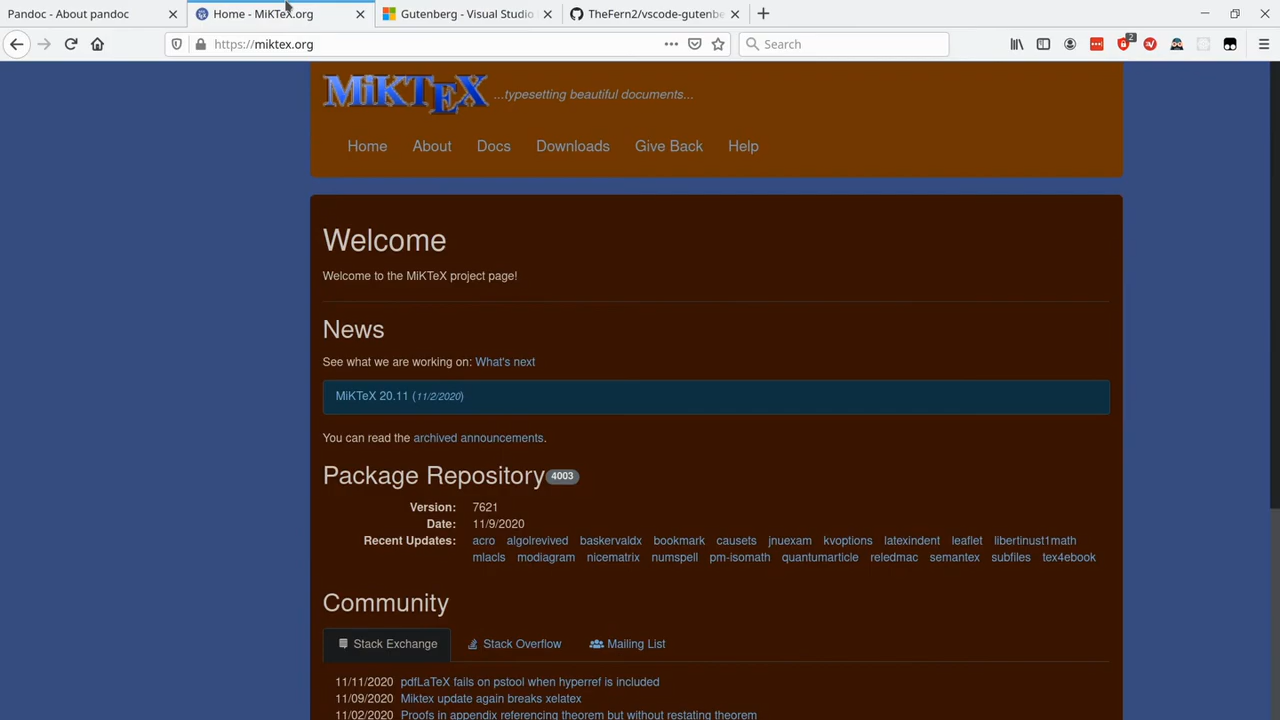 Pandoc - About pandoc
Home - MiKTeX.org
Gutenberg - Visual Studio
TheFern2/vscode-gutenbe
https://miktex.org
Search
2
MiKTeX ...typesetting beautiful documents...
Home About Docs Downloads Give Back Help
Welcome
Welcome to the MiKTeX project page!
News
See what we are working on: What's next
MiKTeX 20.11 (11/2/2020)
You can read the archived announcements.
Package Repository 4003
Version: 7621
Date: 11/9/2020
Recent Updates: acro algolrevived baskervaldx bookmark causets jnuexam kvoptions latexindent leaflet libertinust1math
mlacls modiagram nicematrix numspell pm-isomath quantumarticle reledmac semantex subfiles tex4ebook
Community
Stack Exchange Stack Overflow Mailing List
11/11/2020 pdfLaTeX fails on pstool when hyperref is included
11/09/2020 Miktex update again breaks xelatex
11/02/2020 Proofs in appendix referencing theorem but without restating theorem